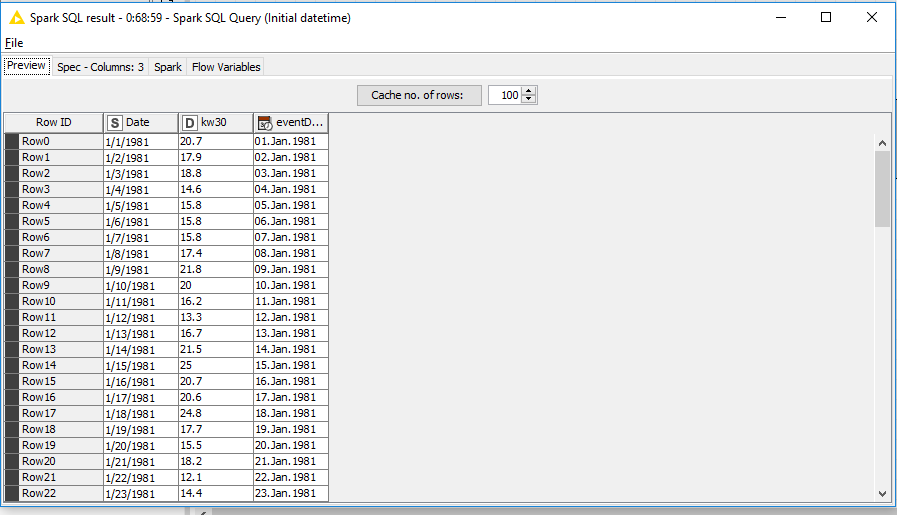 Spark SQL result - 0:68:59 - Spark SQL Query (Initial datetime)
File
Preview Spec - Columns: 3 Spark Flow Variables
Cache no. of rows: 100
Row ID S Date D kw30 eventD...
Row0 1/1/1981 20.7 01.Jan.1981
Row1 1/2/1981 17.9 02.Jan.1981
Row2 1/3/1981 18.8 03.Jan.1981
Row3 1/4/1981 14.6 04.Jan.1981
Row4 1/5/1981 15.8 05.Jan.1981
Row5 1/6/1981 15.8 06.Jan.1981
Row6 1/7/1981 15.8 07.Jan.1981
Row7 1/8/1981 17.4 08.Jan.1981
Row8 1/9/1981 21.8 09.Jan.1981
Row9 1/10/1981 20 10.Jan.1981
Row10 1/11/1981 16.2 11.Jan.1981
Row11 1/12/1981 13.3 12.Jan.1981
Row12 1/13/1981 16.7 13.Jan.1981
Row13 1/14/1981 21.5 14.Jan.1981
Row14 1/15/1981 25 15.Jan.1981
Row15 1/16/1981 20.7 16.Jan.1981
Row16 1/17/1981 20.6 17.Jan.1981
Row17 1/18/1981 24.8 18.Jan.1981
Row18 1/19/1981 17.7 19.Jan.1981
Row19 1/20/1981 15.5 20.Jan.1981
Row20 1/21/1981 18.2 21.Jan.1981
Row21 1/22/1981 12.1 22.Jan.1981
Row22 1/23/1981 14.4 23.Jan.1981